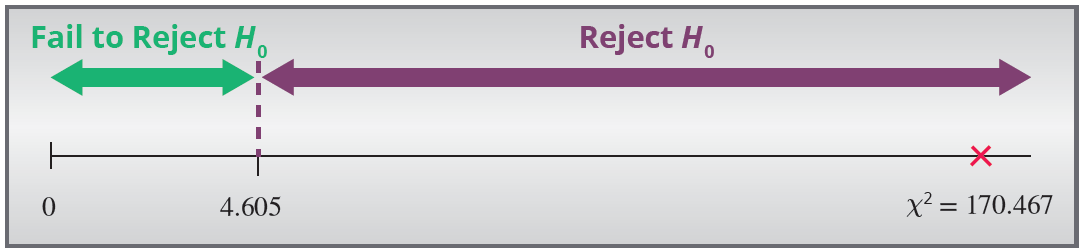 Fail to Reject H₀ Reject H₀
0 4.605 χ² = 170.467